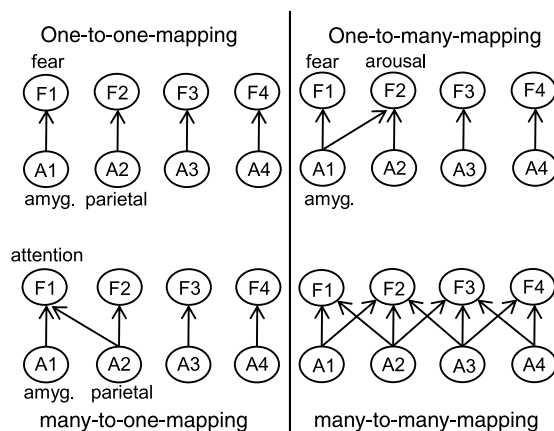 One-to-one-mapping
fear
F1 F2 F3 F4
A1 A2 A3 A4
amyg. parietal
One-to-many-mapping
fear arousal
F1 F2 F3 F4
A1 A2 A3 A4
amyg.
attention
F1 F2 F3 F4
A1 A2 A3 A4
amyg. parietal
many-to-one-mapping
F1 F2 F3 F4
A1 A2 A3 A4
many-to-many-mapping